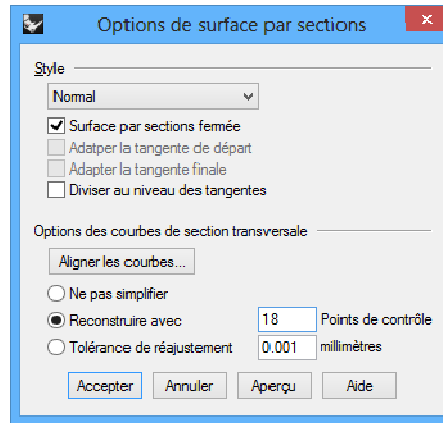 Options de surface par sections
x
Style
Normal
Surface par sections fermée
Adatper la tangente de départ
Adapter la tangente finale
Diviser au niveau des tangentes
Options des courbes de section transversale
Aligner les courbes...
Ne pas simplifier
Reconstruire avec 18 Points de contrôle
Tolérance de réajustement 0.001 millimètres
Accepter Annuler Aperçu Aide